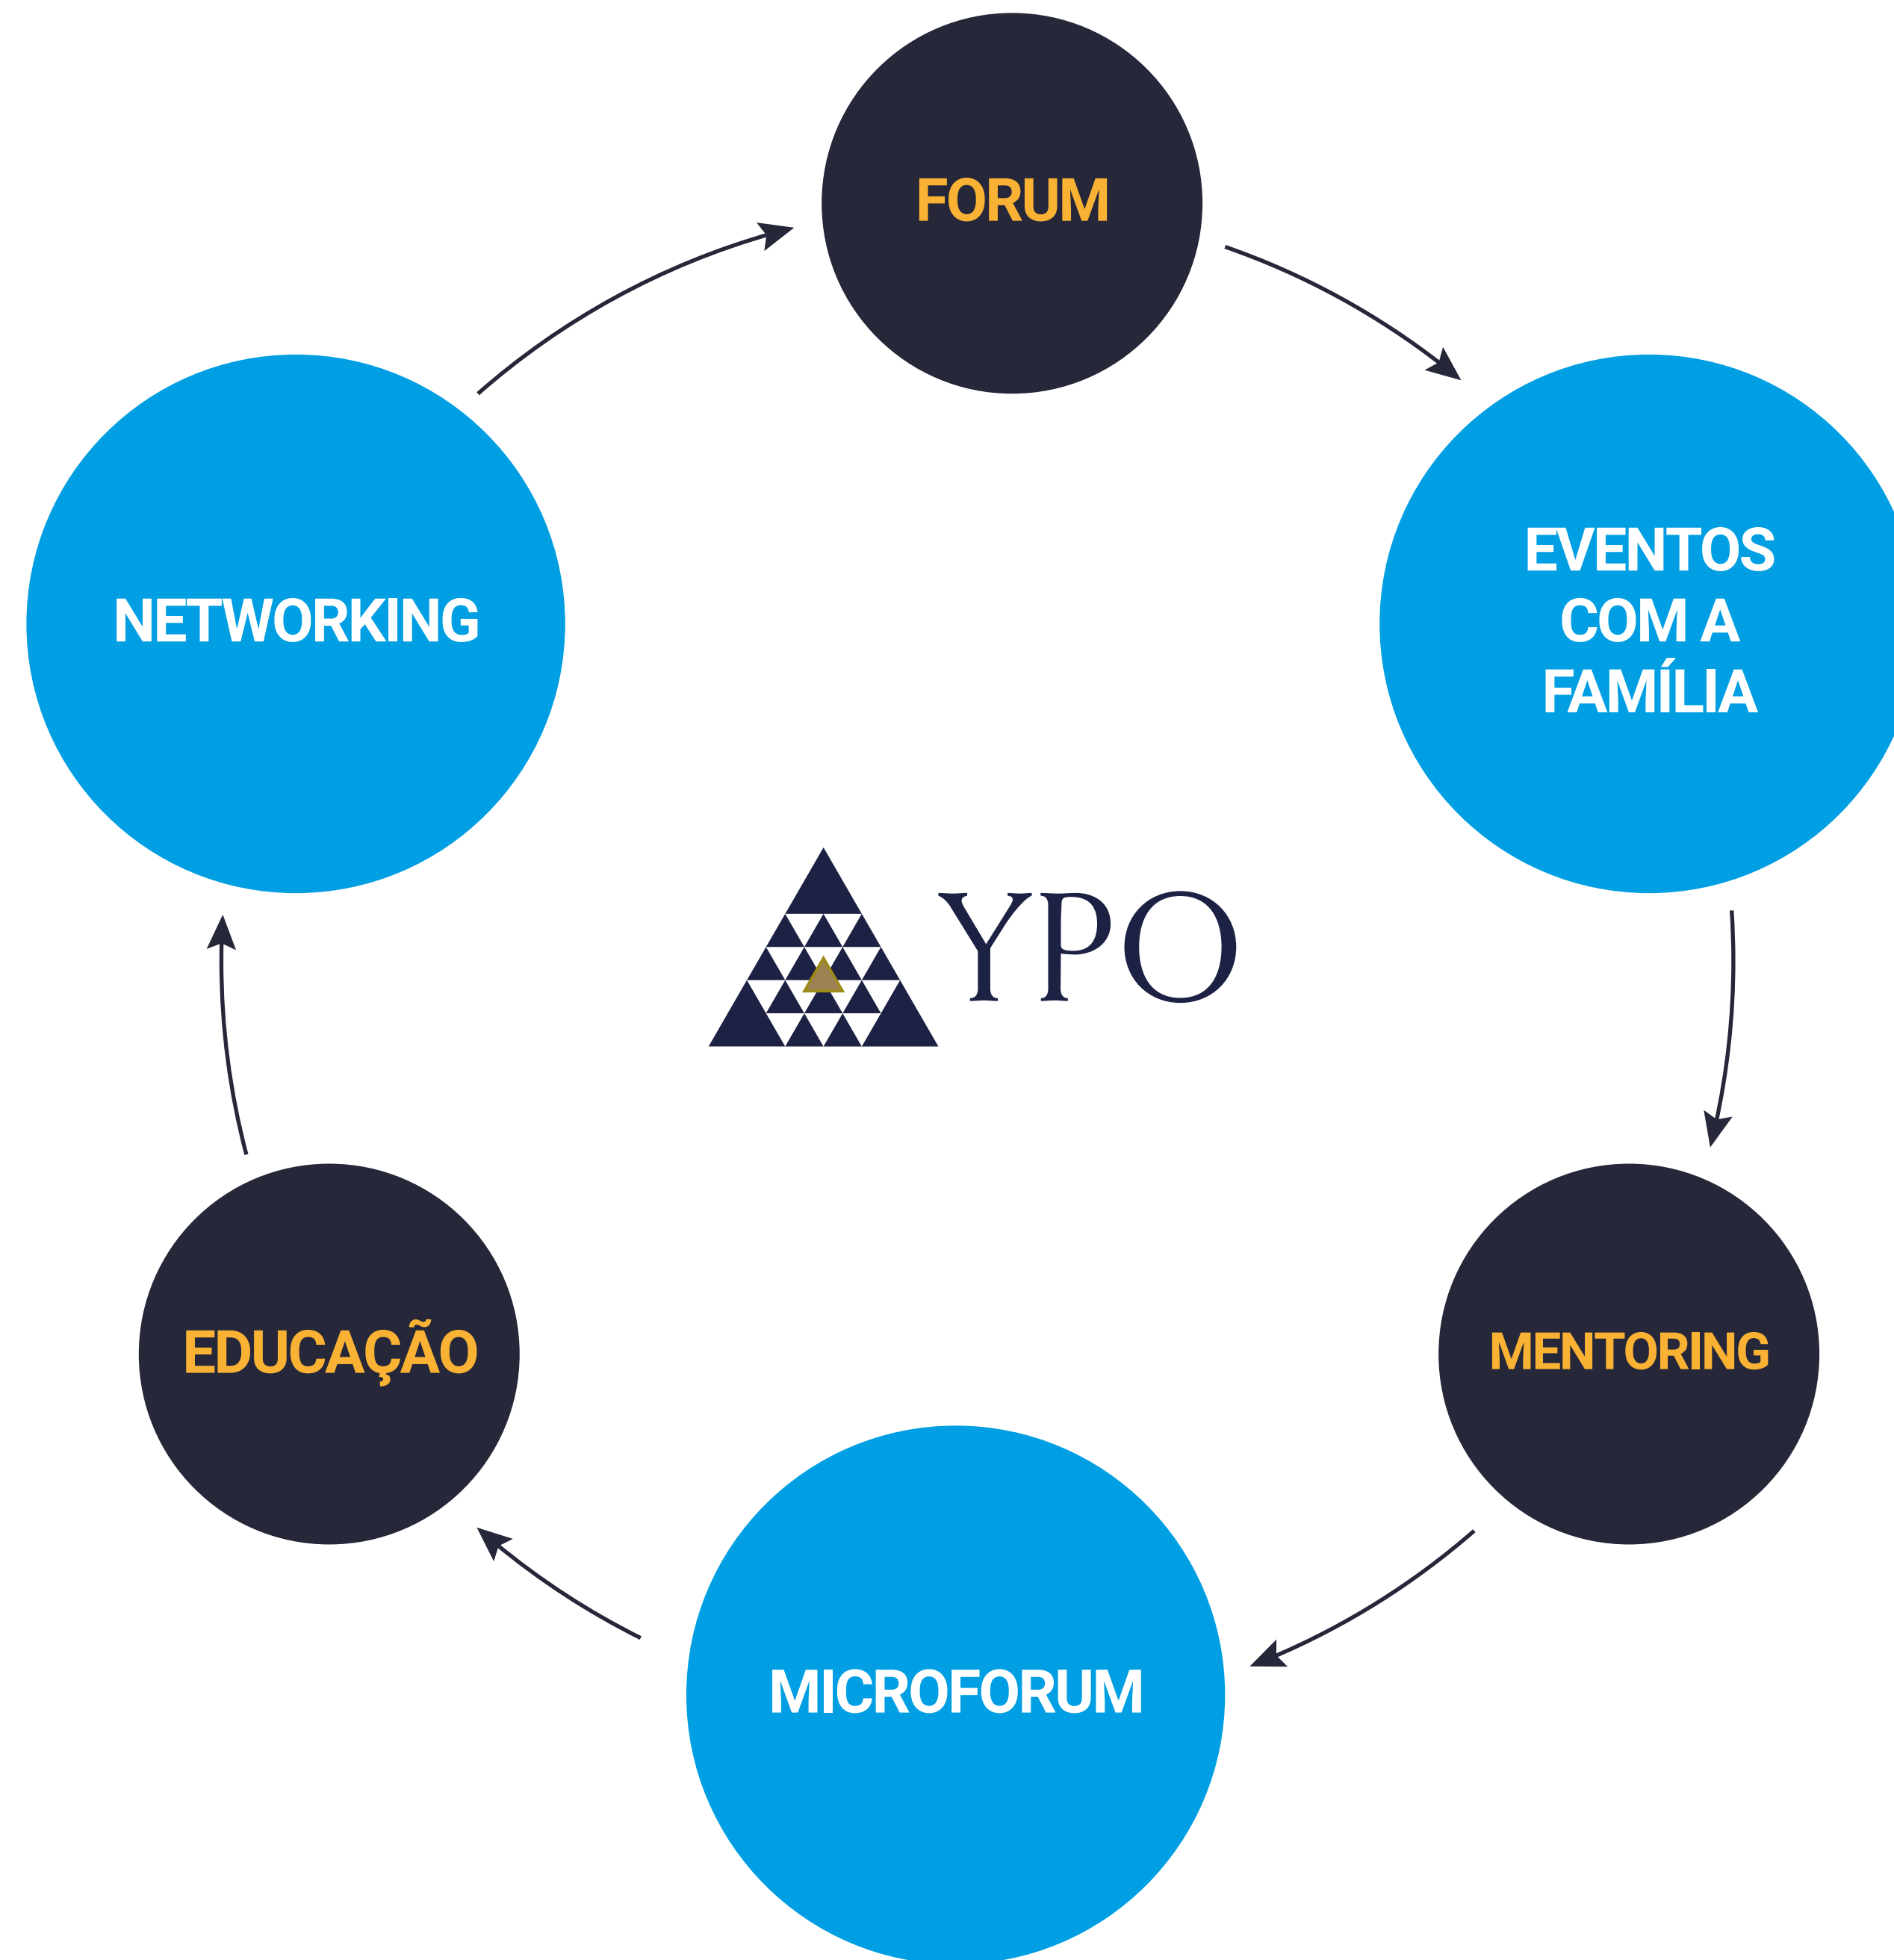 FORUM
NETWORKING
EVENTOS
COM A
FAMÍLIA
YPO
EDUCAÇÃO
MENTORING
MICROFORUM